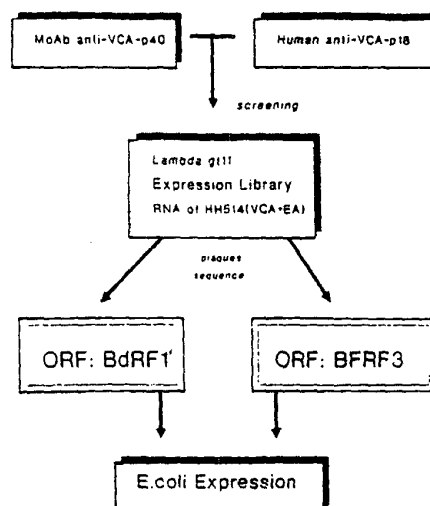 MoAb anti-VCA-p40
Human anti-VCA-p18
screening
Lambda gt11
Expression Library
RNA of HH514(VCA+EA)
plaques
sequence
ORF: BdRF1'
ORF: BFRF3
E.coli Expression